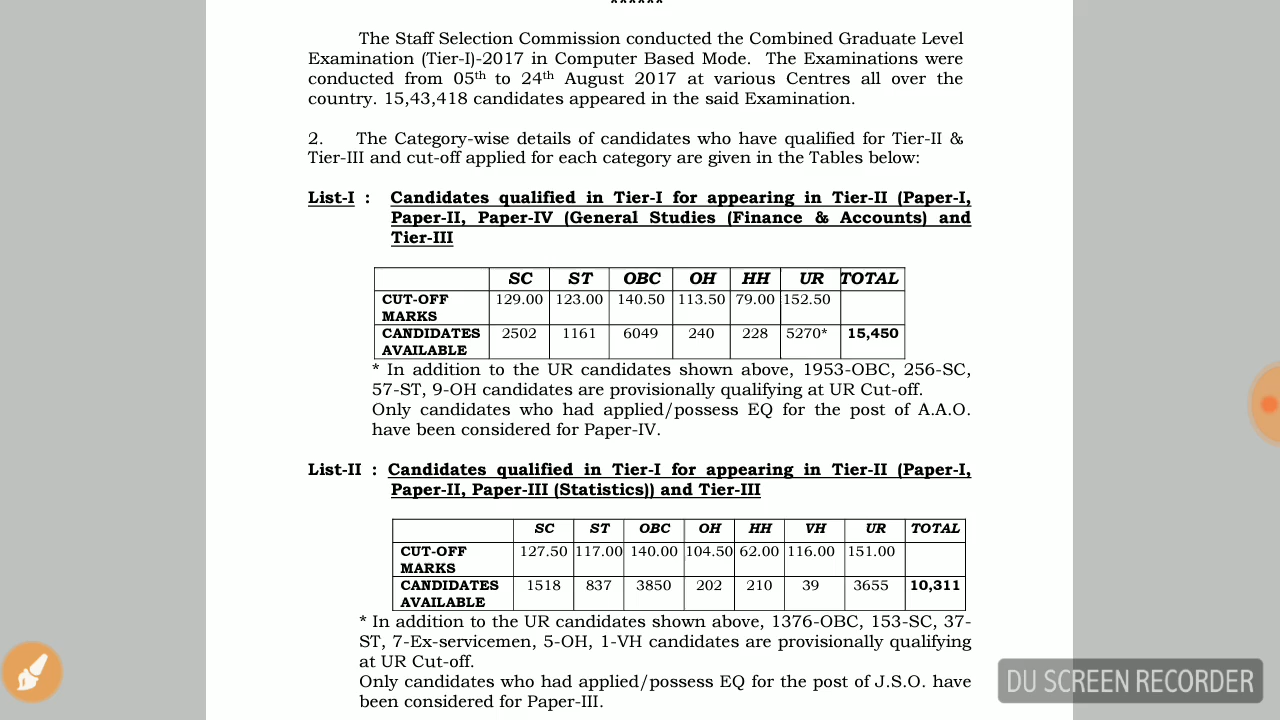 ******
The Staff Selection Commission conducted the Combined Graduate Level
Examination (Tier-I)-2017 in Computer Based Mode. The Examinations were
conducted from 05th to 24th August 2017 at various Centres all over the
country. 15,43,418 candidates appeared in the said Examination.
2. The Category-wise details of candidates who have qualified for Tier-II &
Tier-III and cut-off applied for each category are given in the Tables below:
List-I : Candidates qualified in Tier-I for appearing in Tier-II (Paper-I,
Paper-II, Paper-IV (General Studies (Finance & Accounts) and
Tier-III
SC ST OBC OH HH UR TOTAL
CUT-OFF MARKS 129.00 123.00 140.50 113.50 79.00 152.50
CANDIDATES AVAILABLE 2502 1161 6049 240 228 5270* 15,450
* In addition to the UR candidates shown above, 1953-OBC, 256-SC,
57-ST, 9-OH candidates are provisionally qualifying at UR Cut-off.
Only candidates who had applied/possess EQ for the post of A.A.O.
have been considered for Paper-IV.
List-II : Candidates qualified in Tier-I for appearing in Tier-II (Paper-I,
Paper-II, Paper-III (Statistics)) and Tier-III
SC ST OBC OH HH VH UR TOTAL
CUT-OFF MARKS 127.50 117.00 140.00 104.50 62.00 116.00 151.00
CANDIDATES AVAILABLE 1518 837 3850 202 210 39 3655 10,311
* In addition to the UR candidates shown above, 1376-OBC, 153-SC, 37-
ST, 7-Ex-servicemen, 5-OH, 1-VH candidates are provisionally qualifying
at UR Cut-off.
Only candidates who had applied/possess EQ for the post of J.S.O. have
been considered for Paper-III.
DU SCREEN RECORDER